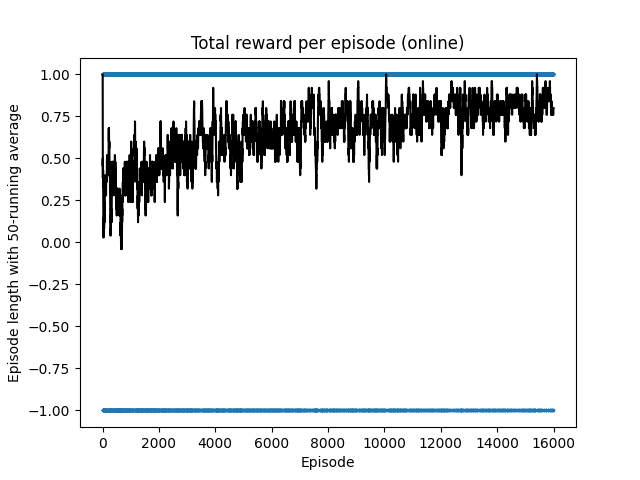 Total reward per episode (online)
Episode length with 50-running average
1.00
0.75
0.50
0.25
0.00
−0.25
−0.50
−0.75
−1.00
0 2000 4000 6000 8000 10000 12000 14000 16000
Episode